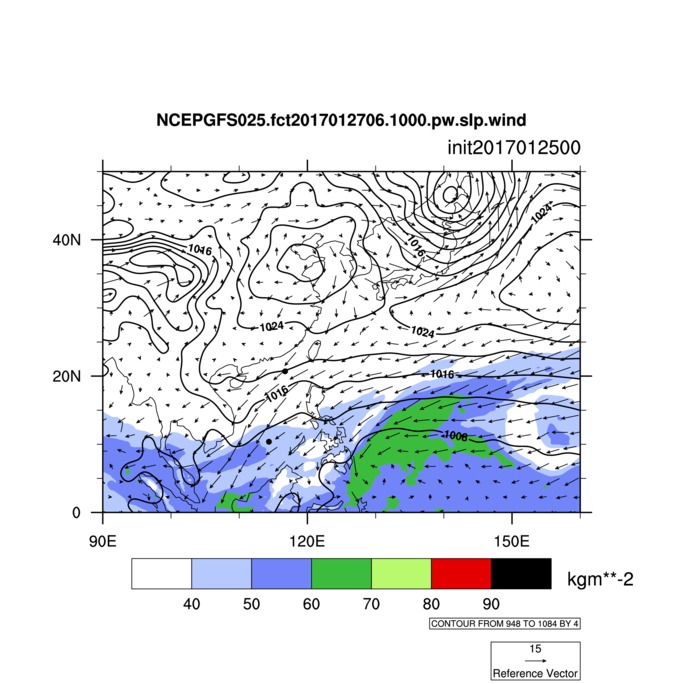 NCEPGFS025.fct2017012706.1000.pw.slp.wind
init2017012500
1024
1016
1016
40N
1024
1024
20N
1016
1016
1008
0
90E 120E 150E
kgm**-2
40 50 60 70 80 90
CONTOUR FROM 948 TO 1084 BY 4
15
Reference Vector